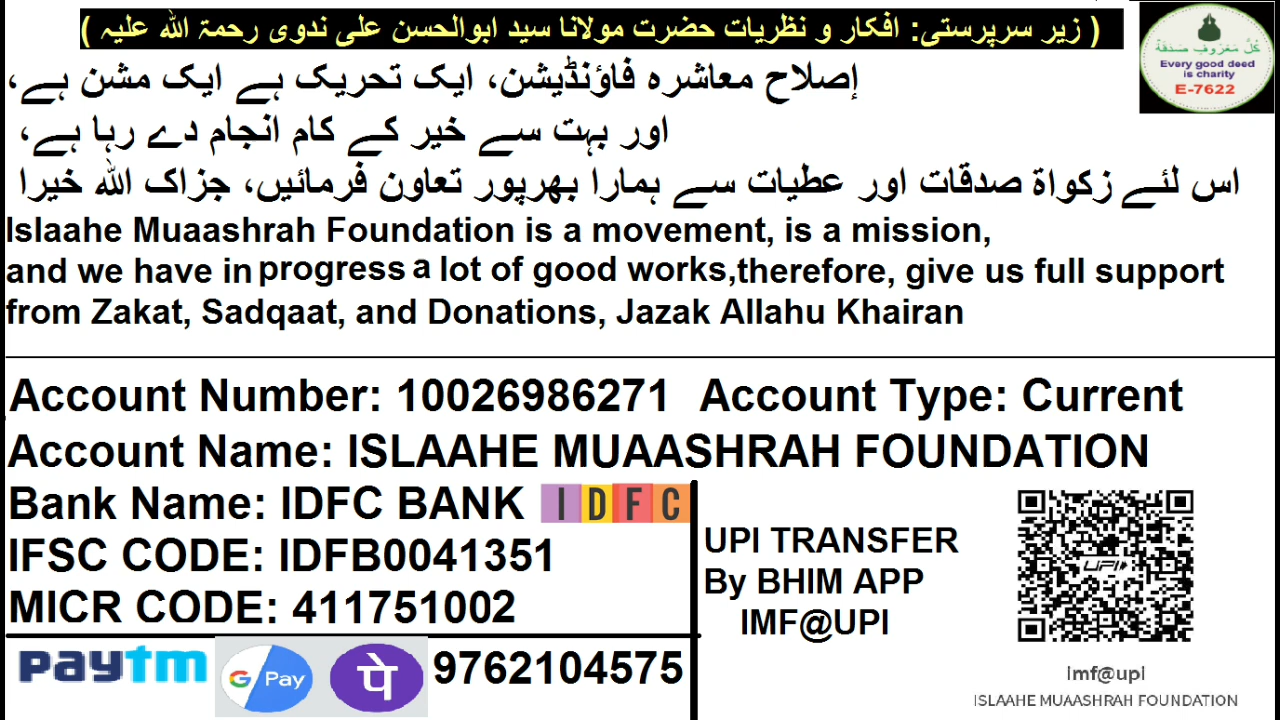 ( زیر سرپرستی: افکار و نظریات حضرت مولانا سید ابوالحسن علی ندوی رحمۃ اللہ علیہ )
كُلُّ مَعْرُوفٍ صَدَقَةٌ
Every good deed
is charity
E-7622
إصلاح معاشرہ فاؤنڈیشن، ایک تحریک ہے ایک مشن ہے،
اور بہت سے خیر کے کام انجام دے رہا ہے،
اس لئے زکواۃ صدقات اور عطیات سے ہمارا بھرپور تعاون فرمائیں، جزاک اللہ خیرا
Islaahe Muaashrah Foundation is a movement, is a mission,
and we have in progress a lot of good works,therefore, give us full support
from Zakat, Sadqaat, and Donations, Jazak Allahu Khairan
Account Number: 10026986271 Account Type: Current
Account Name: ISLAAHE MUAASHRAH FOUNDATION
Bank Name: IDFC BANK IDFC
IFSC CODE: IDFB0041351
MICR CODE: 411751002
UPI TRANSFER
By BHIM APP
IMF@UPI
UPI
paytm G Pay पे 9762104575
imf@upi
ISLAAHE MUAASHRAH FOUNDATION